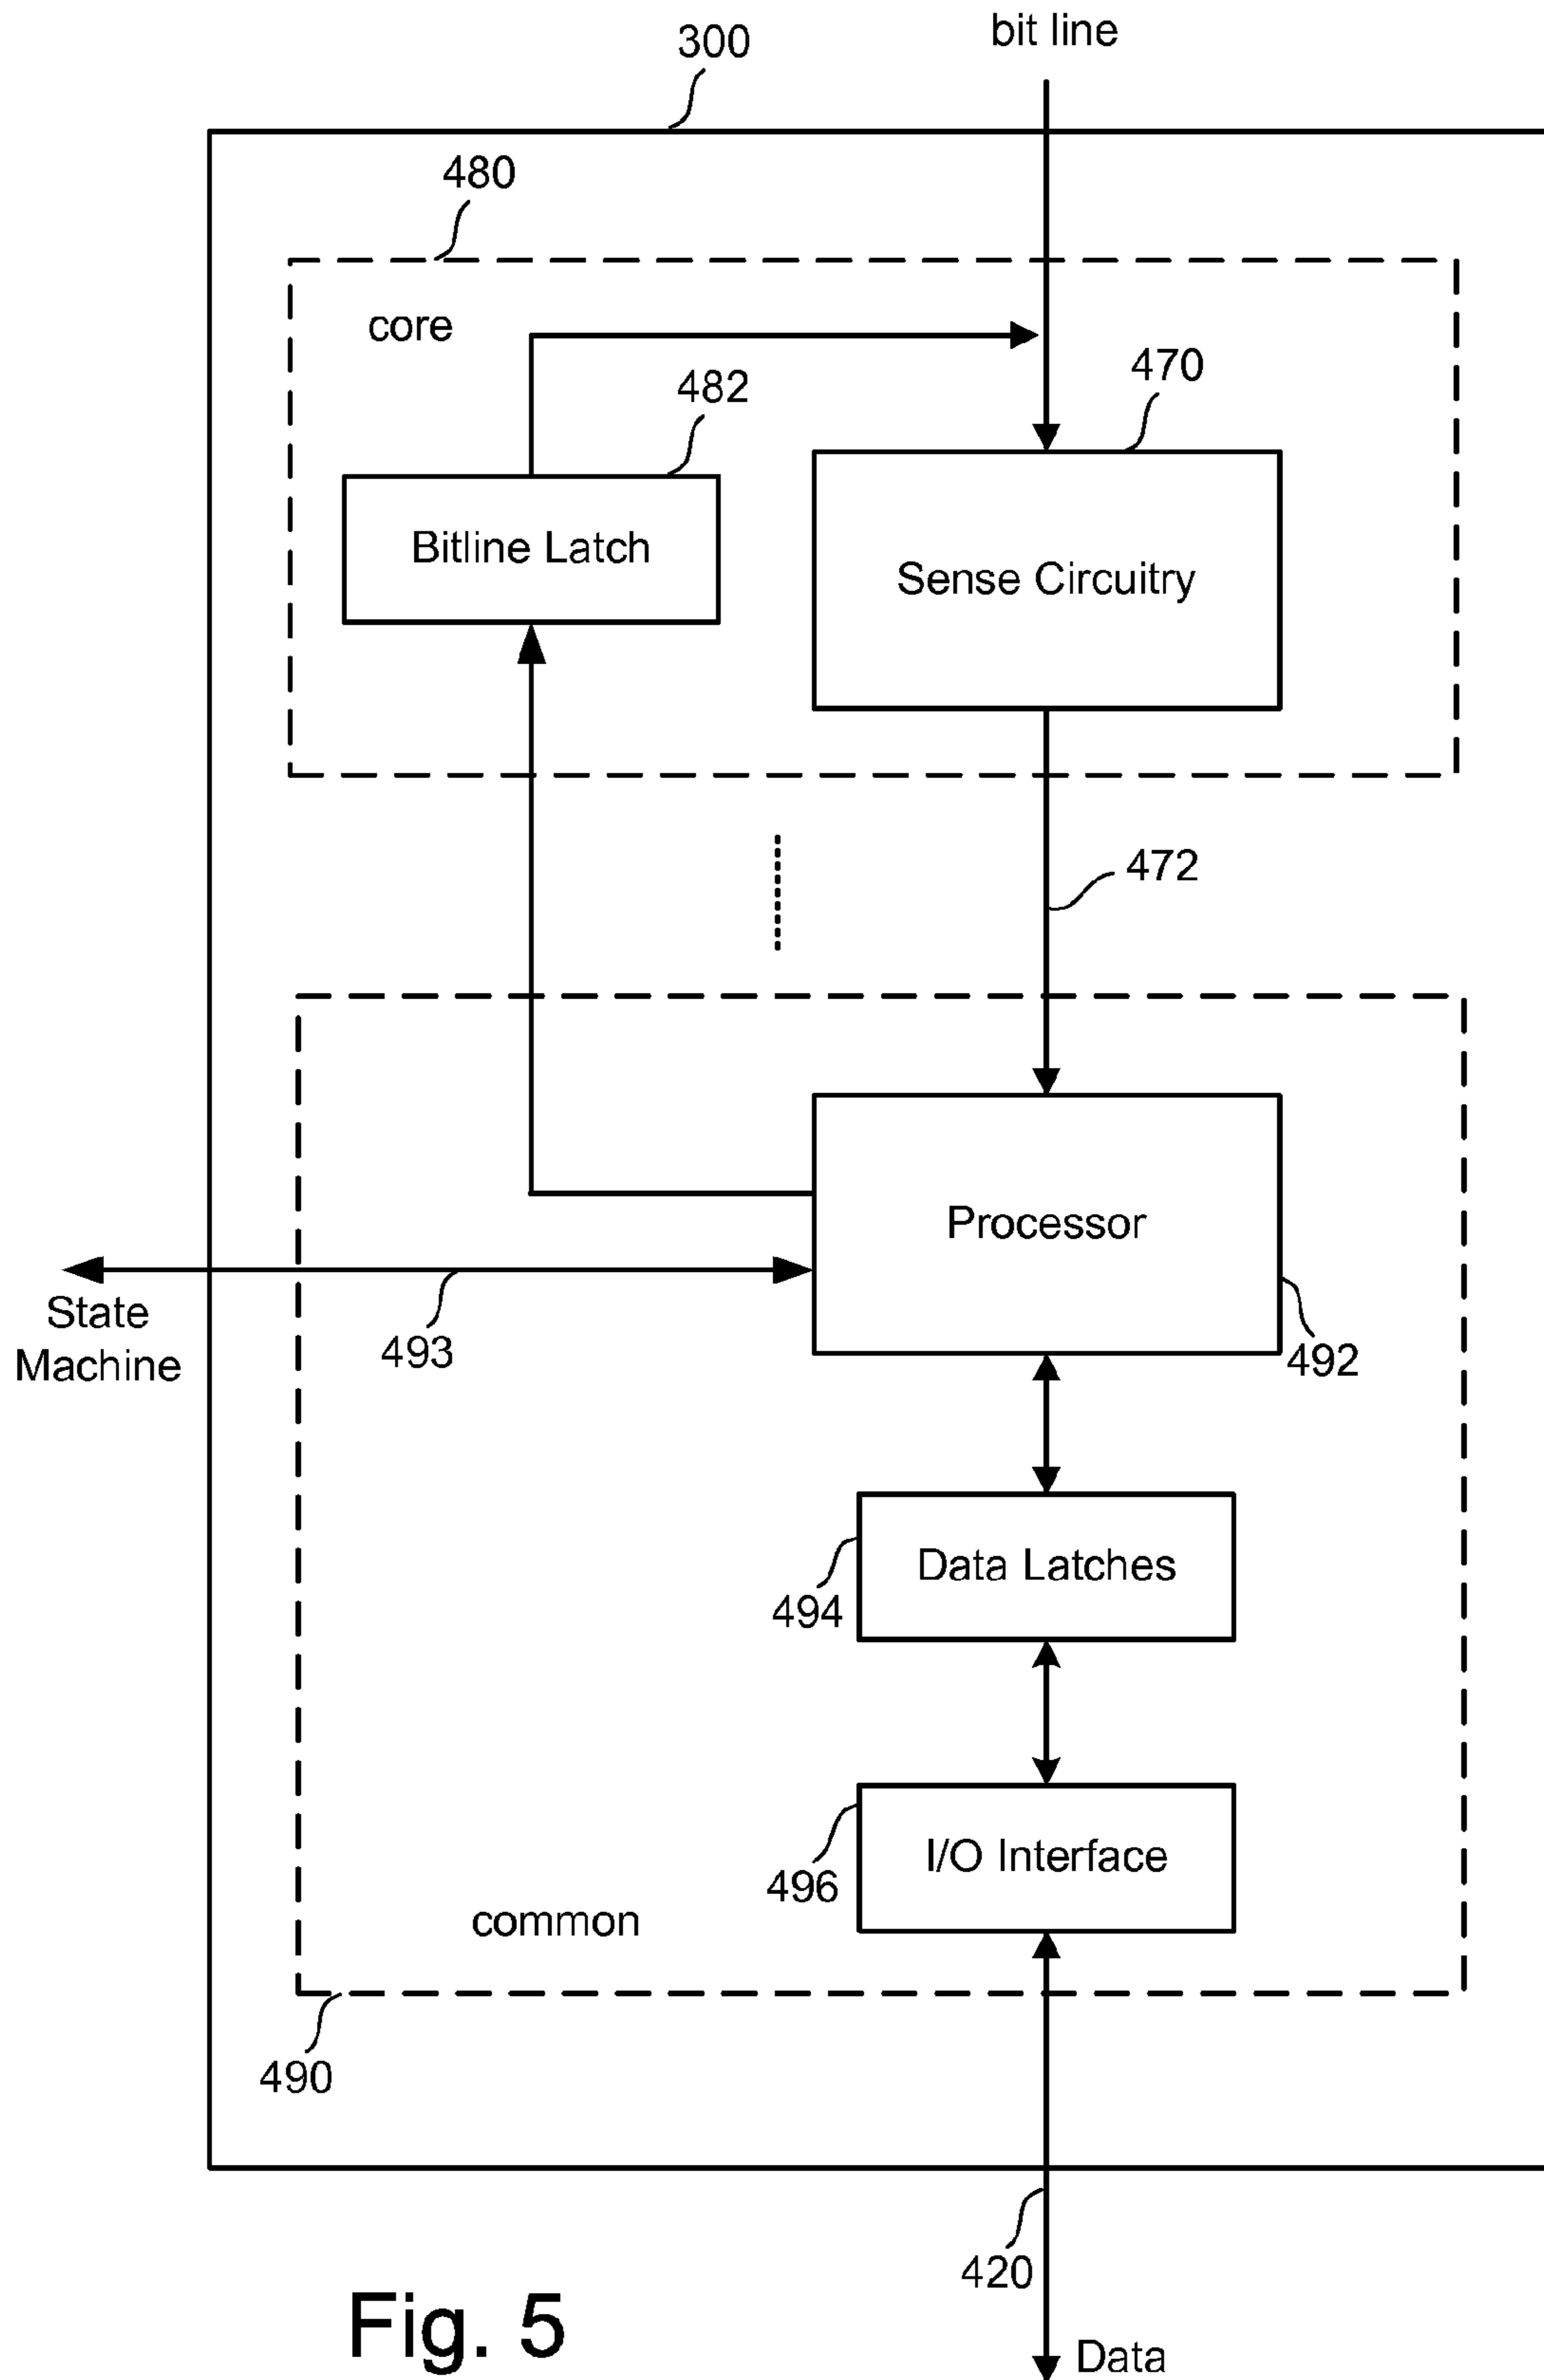 bit line
300
480
core
470
482
Bitline Latch
Sense Circuitry
472
Processor
State
Machine
493
492
Data Latches
494
I/O Interface
496
common
490
420
Fig. 5
Data